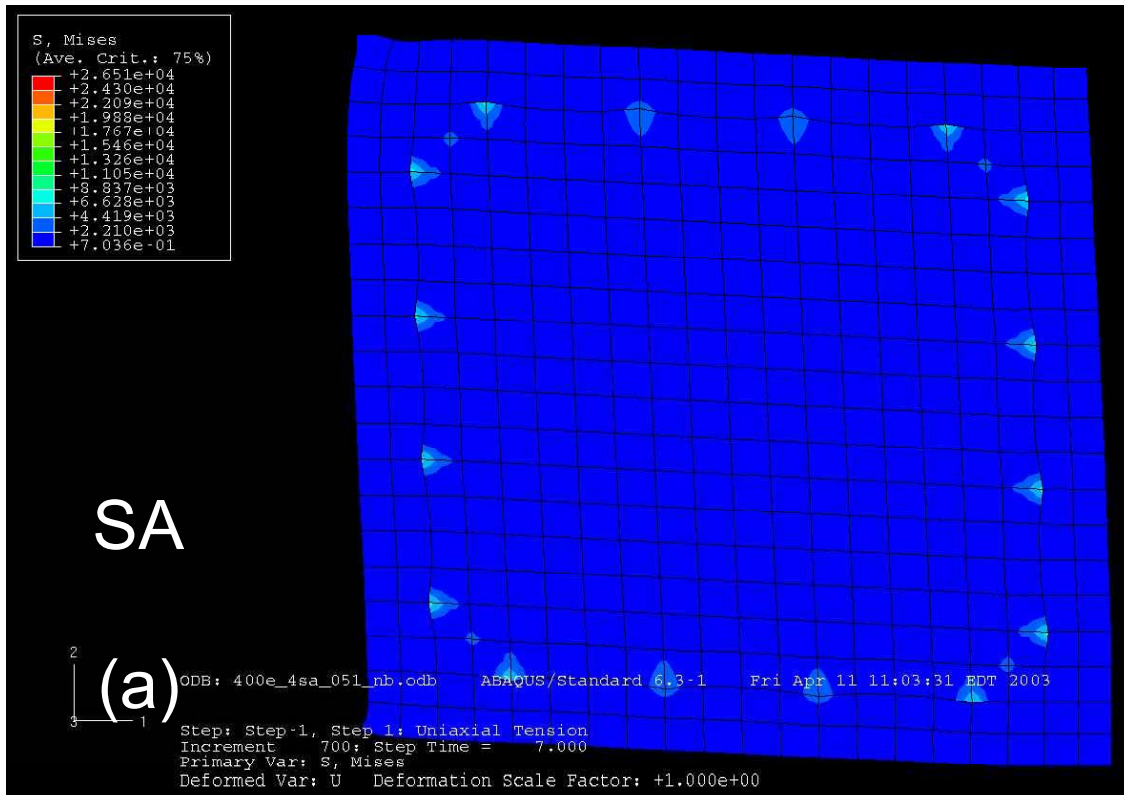 S, Mises
(Ave. Crit.: 75%)
+2.651e+04
+2.430e+04
+2.209e+04
+1.988e+04
+1.767e+04
+1.546e+04
+1.326e+04
+1.105e+04
+8.837e+03
+6.628e+03
+4.419e+03
+2.210e+03
+7.036e-01
SA
2
3
1
(a)
ODB: 400e_4sa_051_nb.odb ABAQUS/Standard 6.3-1 Fri Apr 11 11:03:31 EDT 2003
Step: Step-1, Step 1: Uniaxial Tension
Increment 700: Step Time = 7.000
Primary Var: S, Mises
Deformed Var: U Deformation Scale Factor: +1.000e+00